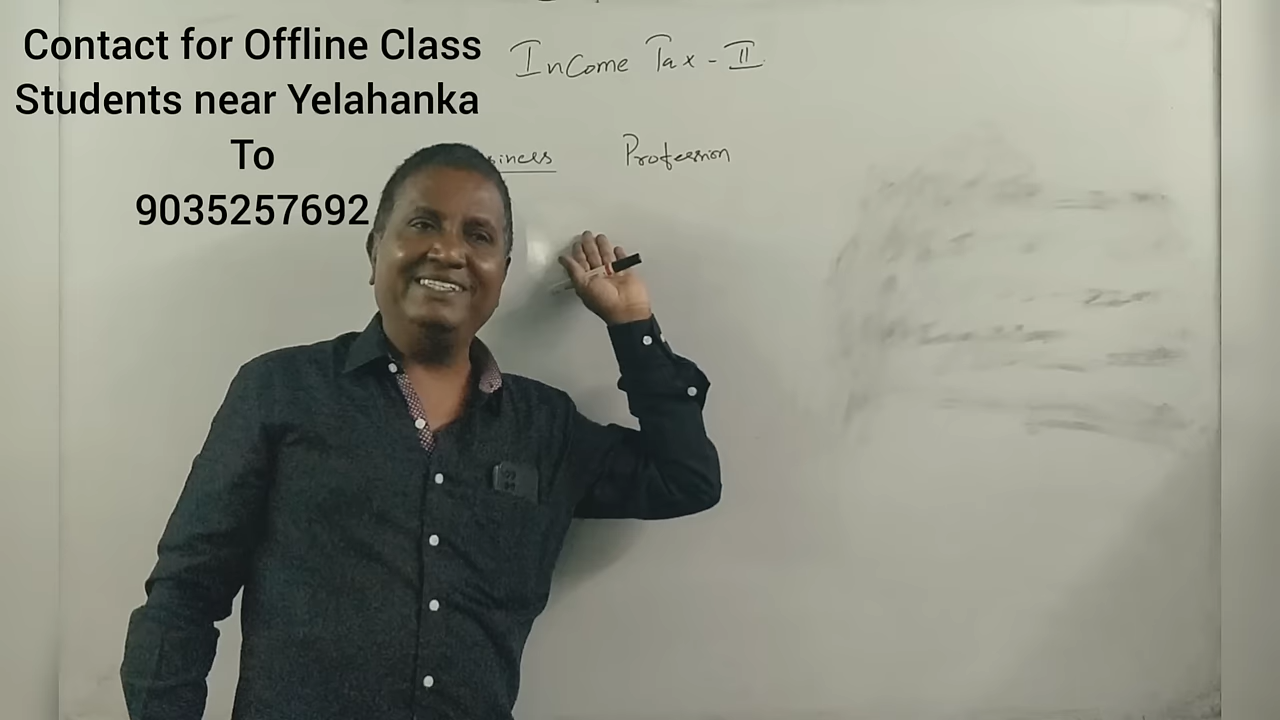 Contact for Offline Class
Students near Yelahanka
To
9035257692
Income Tax - II
Profession